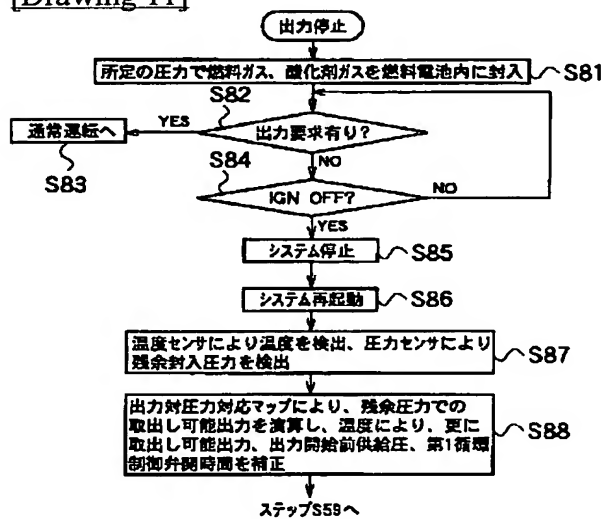 [Drawing 11]
出力停止
所定の圧力で燃料ガス、酸化剤ガスを燃料電池内に封入
S81
S82
出力要求有り?
YES
通常運転へ
S83
NO
S84
IGN OFF?
NO
YES
システム停止
S85
システム再起動
S86
温度センサにより温度を検出、圧力センサにより
残余封入圧力を検出
S87
出力対圧力対応マップにより、残余圧力での
取出し可能出力を演算し、温度により、更に
取出し可能出力、出力開始前供給圧、第1循環
制御弁開時間を補正
S88
ステップS59へ